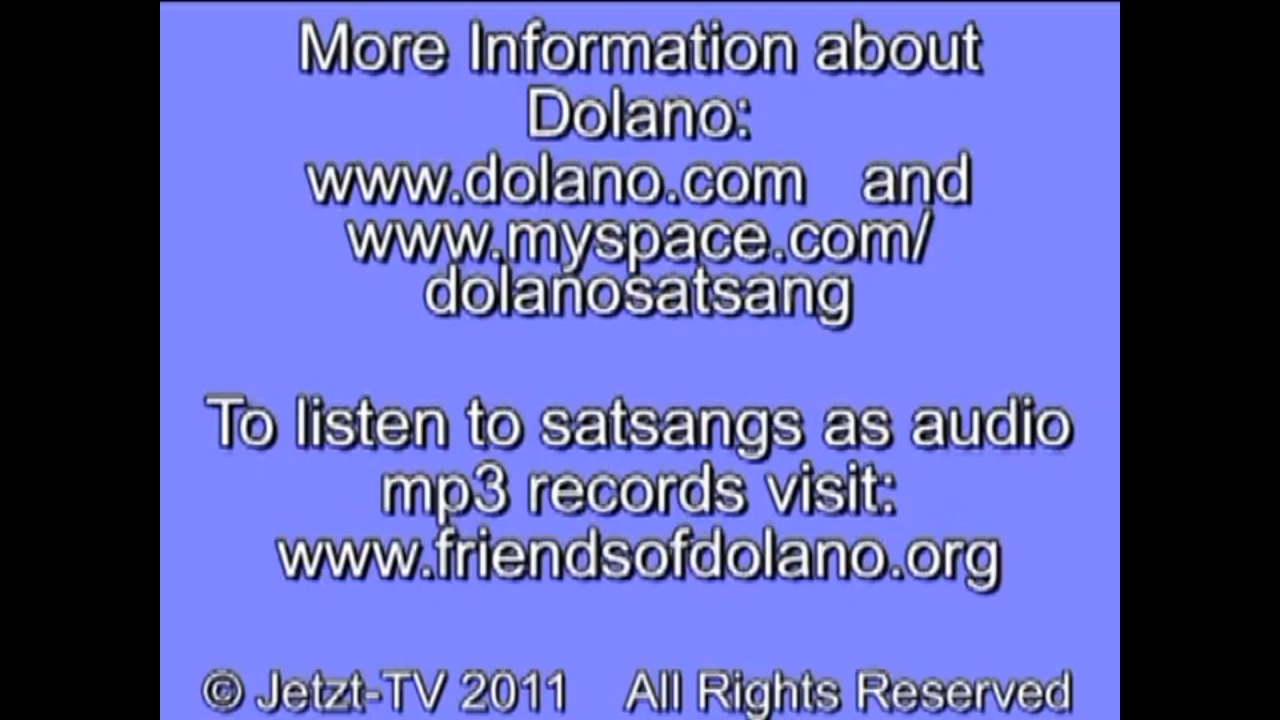 More Information about
Dolano:
www.dolano.com and
www.myspace.com/
dolanosatsang
To listen to satsangs as audio
mp3 records visit:
www.friendsofdolano.org
© Jetzt-TV 2011 All Rights Reserved